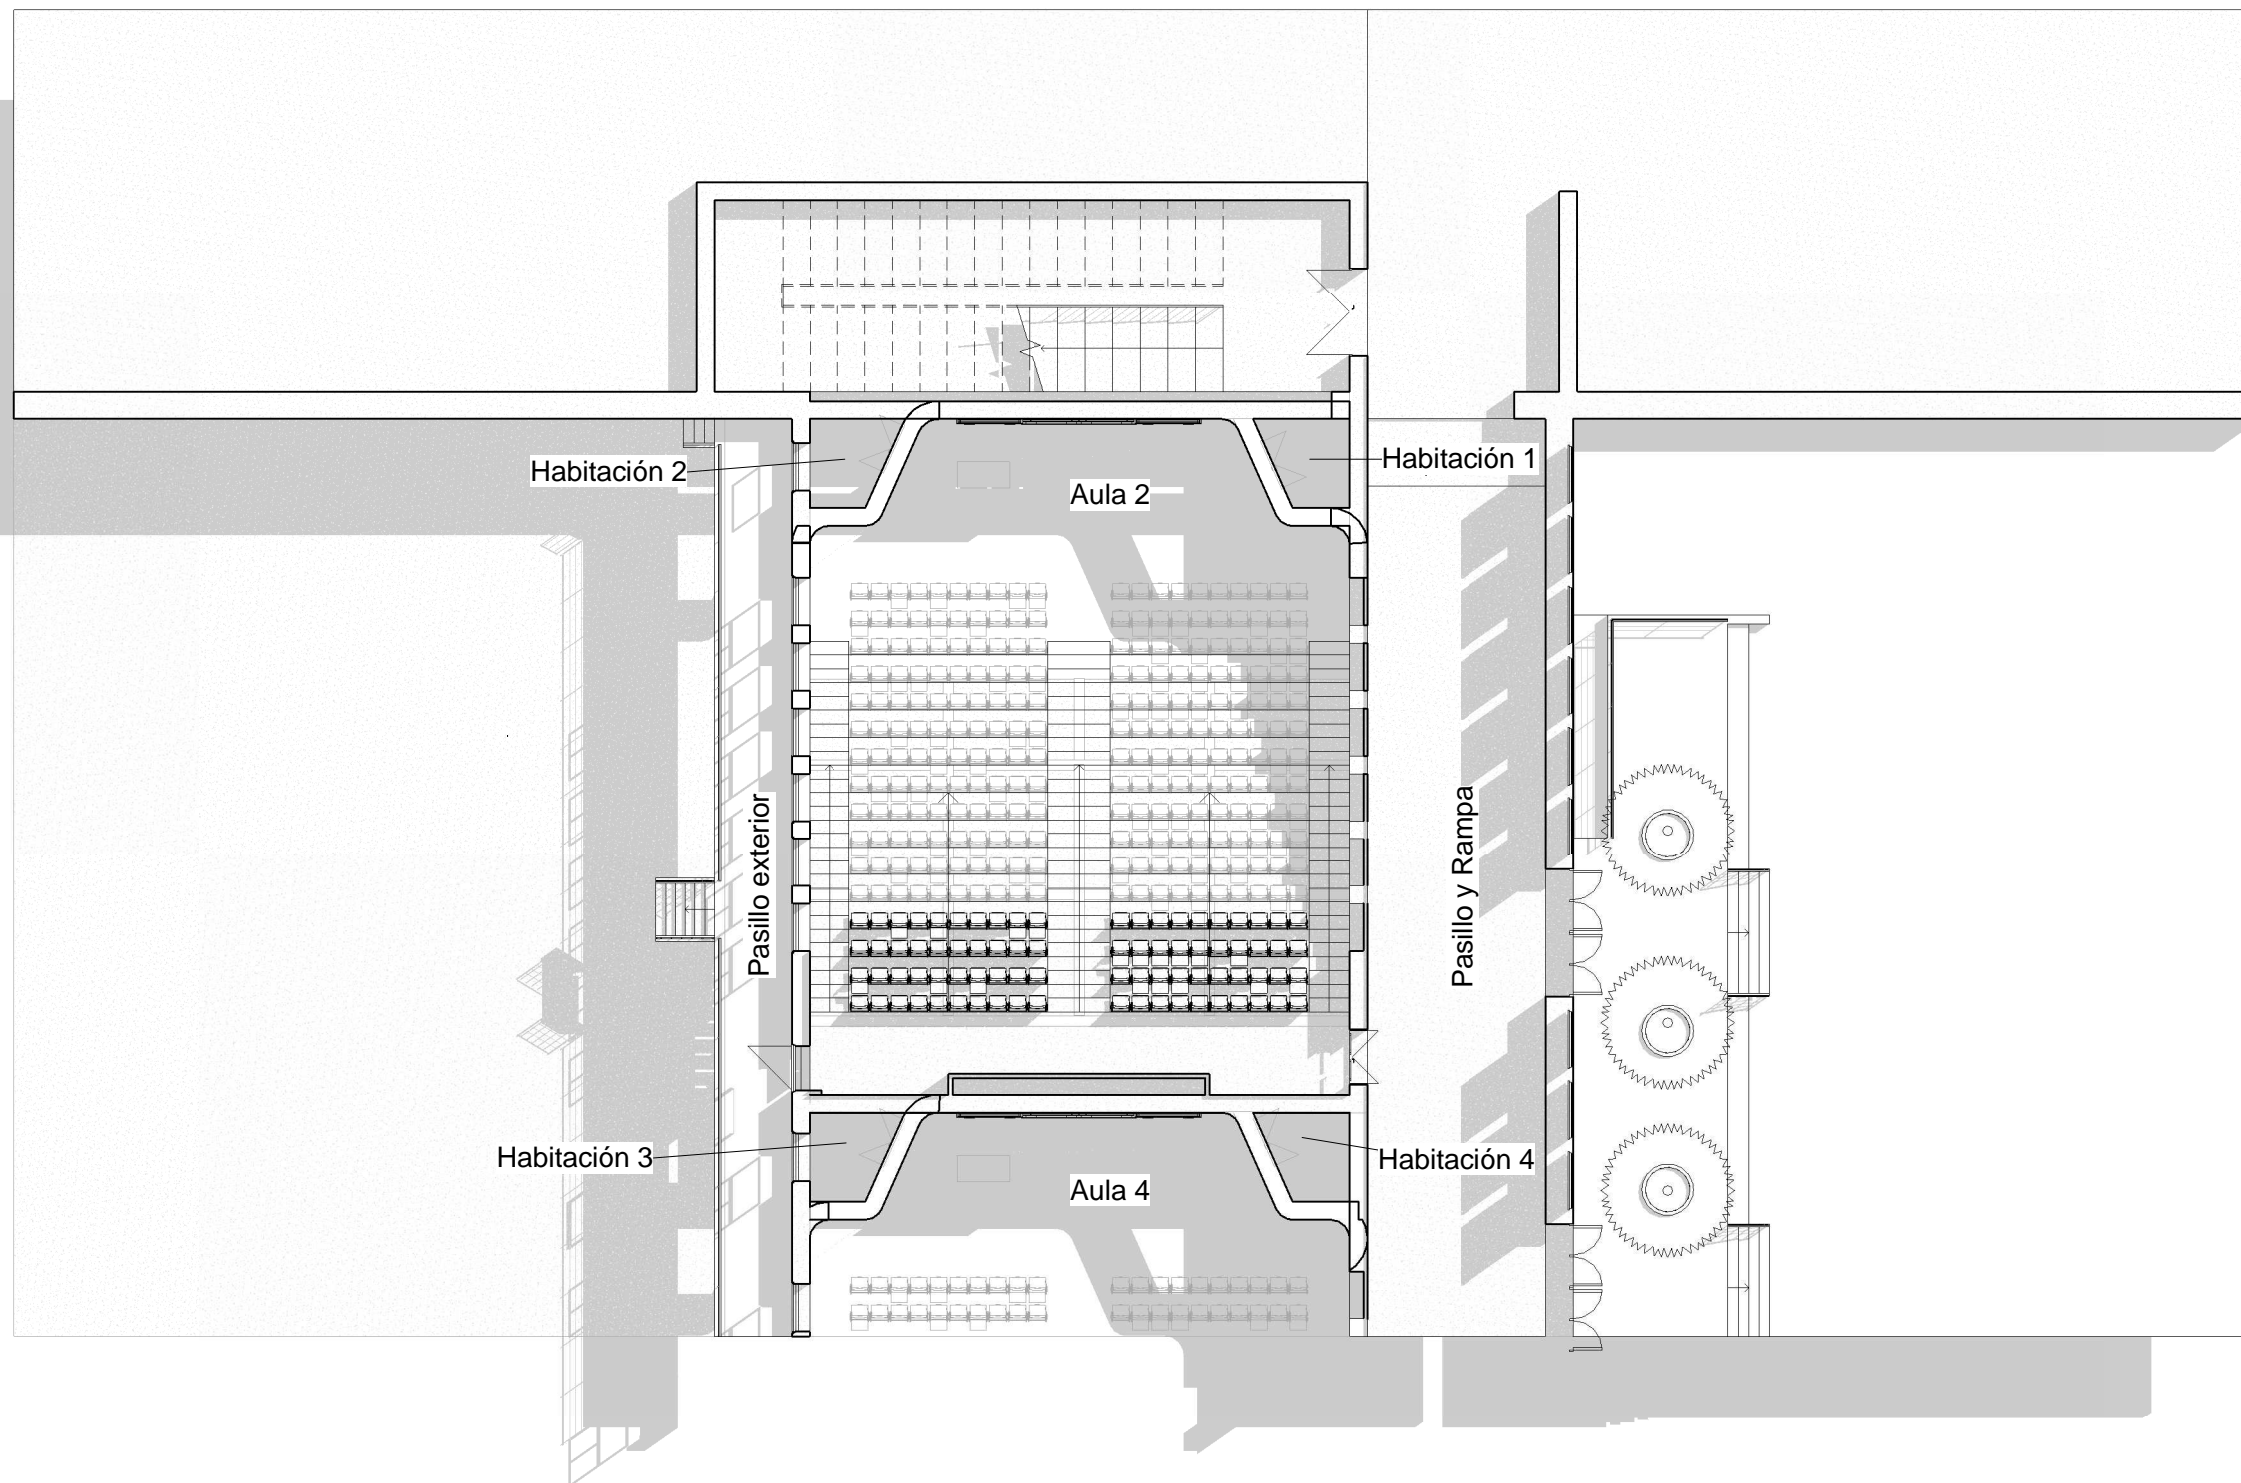 Habitación 2
Habitación 1
Aula 2
Pasillo exterior
Pasillo y Rampa
Habitación 3
Habitación 4
Aula 4